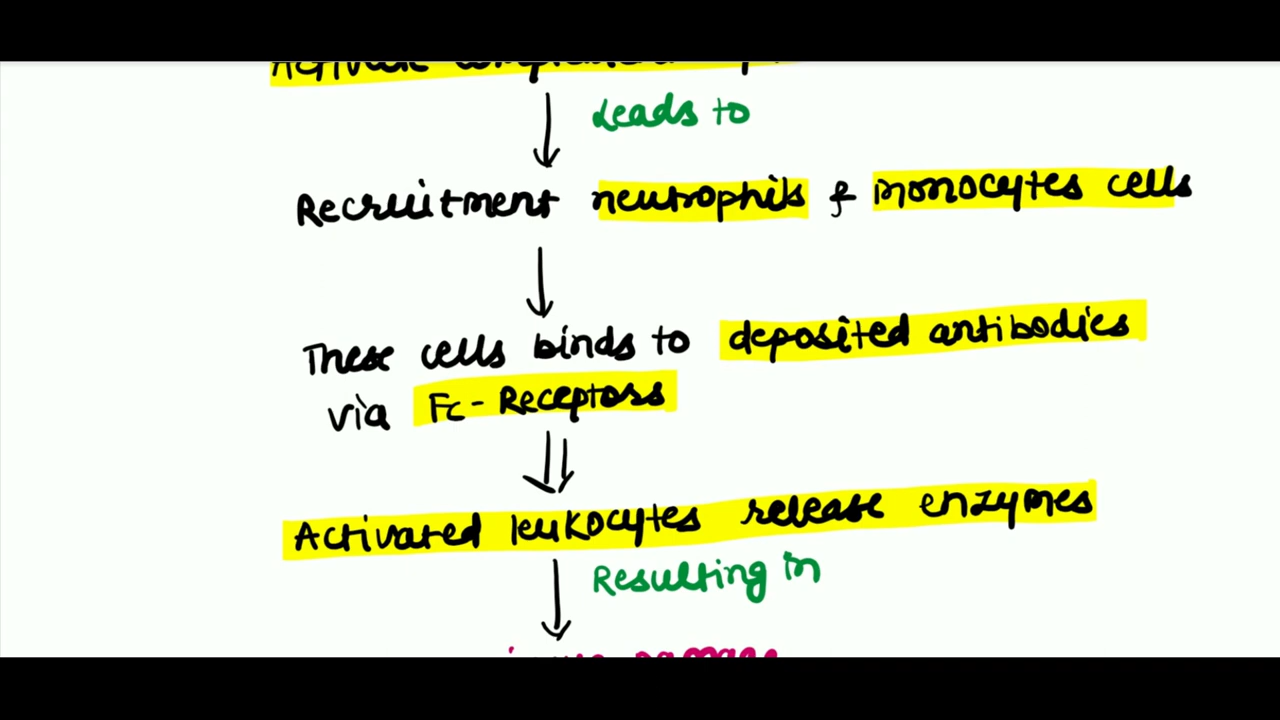 Leads to
Recruitment neutrophils & monocytes cells
These cells binds to deposited antibodies
via Fc-Receptors
Activated leukocytes release enzymes
Resulting in